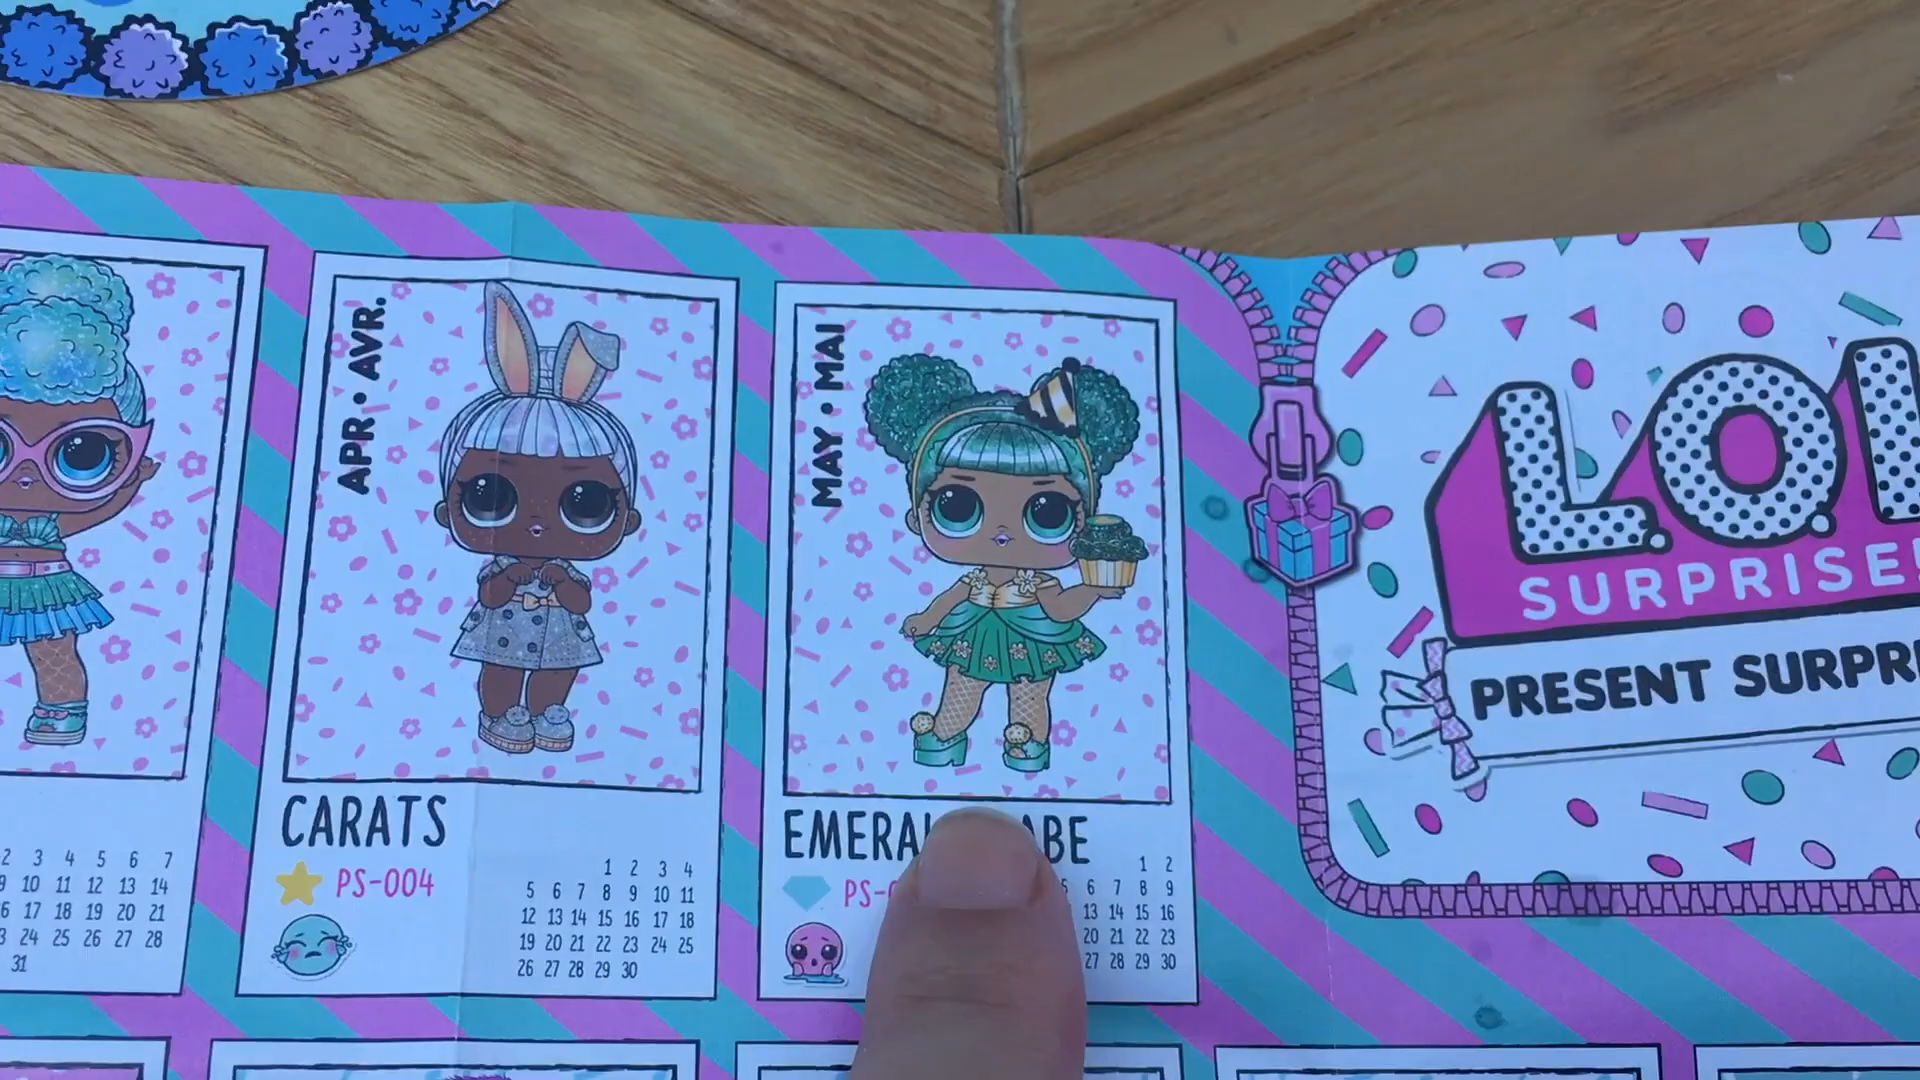 APR • AVR.
CARATS
PS-004
1 2 3 4
5 6 7 8 9 10 11
12 13 14 15 16 17 18
19 20 21 22 23 24 25
26 27 28 29 30
MAY • MAI
EMERAL ABE
PS-
1 2
6 7 8 9
13 14 15 16
20 21 22 23
27 28 29 30
2 3 4 5 6 7
10 11 12 13 14
17 18 19 20 21
24 25 26 27 28
31
L.O.L
SURPRISE!
PRESENT SURPRI